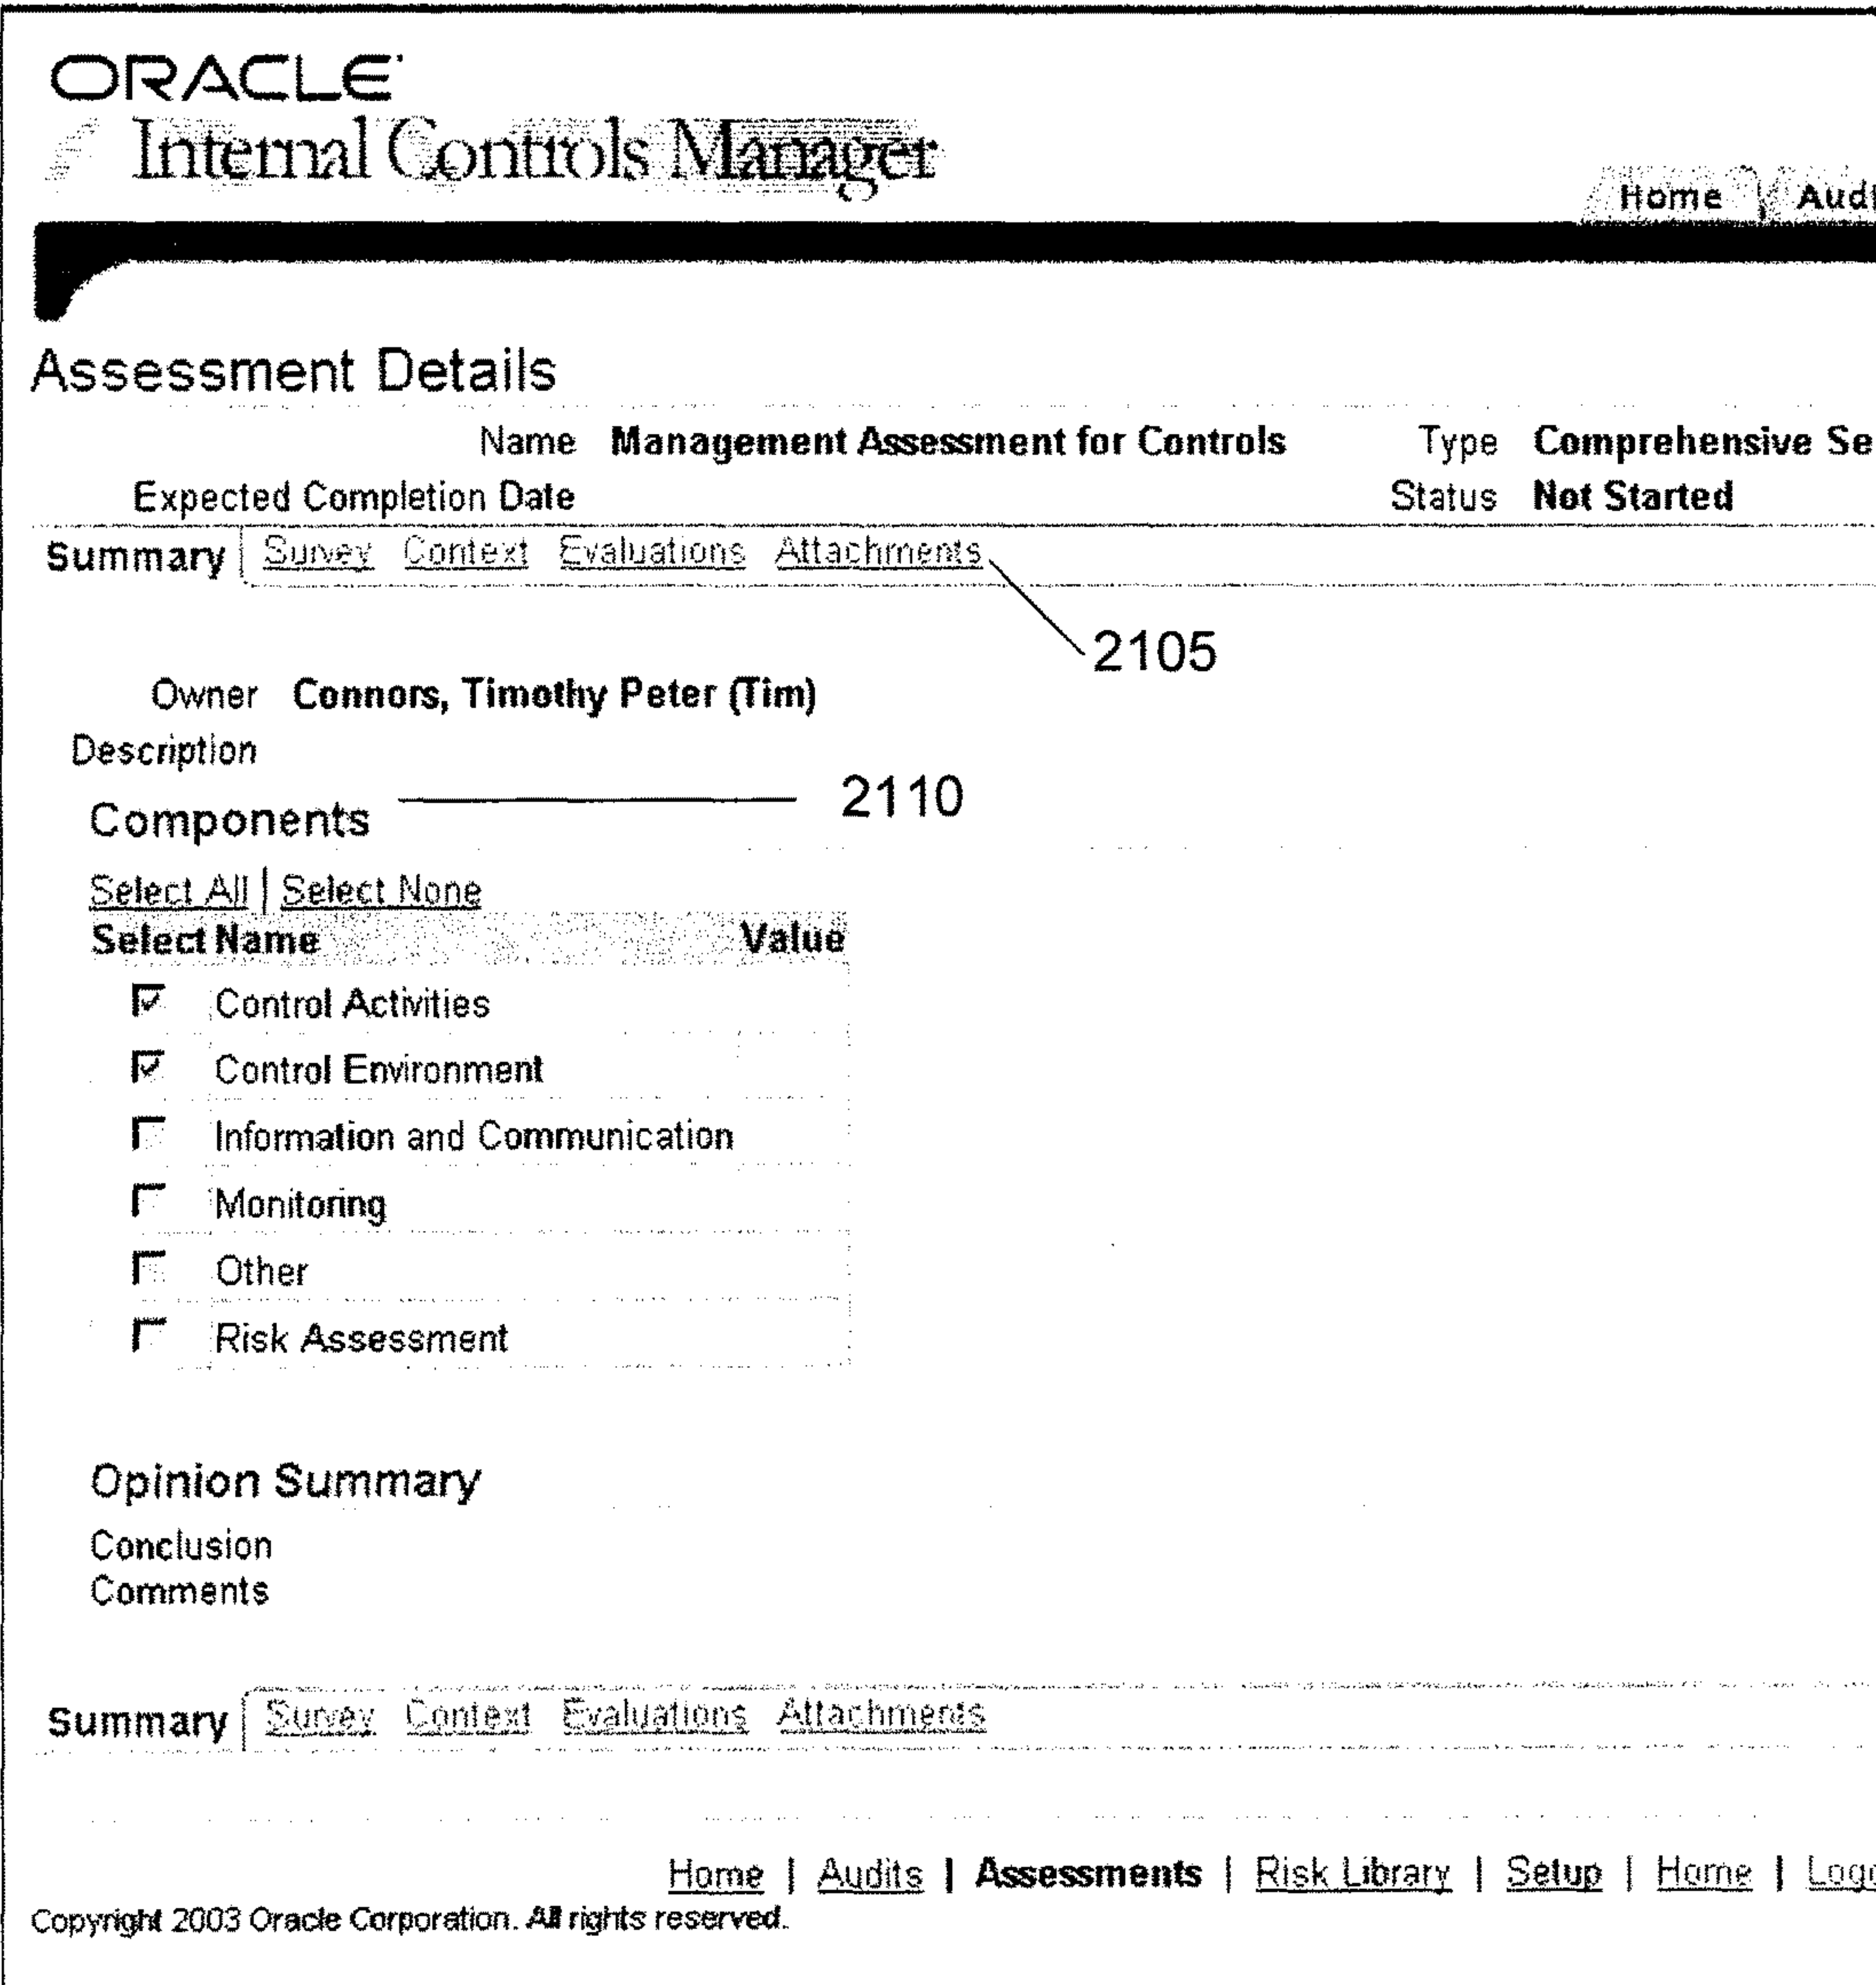 ORACLE
Internal Controls Manager
Home
Assessment Details
Name Management Assessment for Controls Type Comprehensive
Expected Completion Date Status Not Started
Summary Survey Context Evaluations Attachments
2105
Owner Connors, Timothy Peter (Tim)
Description
2110
Components
Select All | Select None
Select Name Value
Control Activities
Control Environment
Information and Communication
Monitoring
Other
Risk Assessment
Opinion Summary
Conclusion
Comments
Summary Survey Context Evaluations Attachments
Home | Audits | Assessments | Risk Library | Setup | Home |
Copyright 2003 Oracle Corporation. All rights reserved.